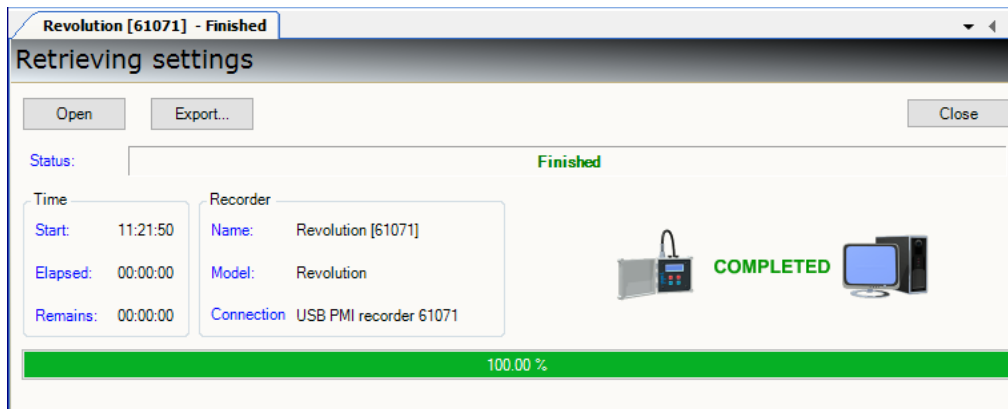 Revolution [61071] - Finished
Retrieving settings
Open Export... Close
Status: Finished
Time Recorder
Start: 11:21:50 Name: Revolution [61071]
Elapsed: 00:00:00 Model: Revolution
COMPLETED
Remains: 00:00:00 Connection USB PMI recorder 61071
100.00 %